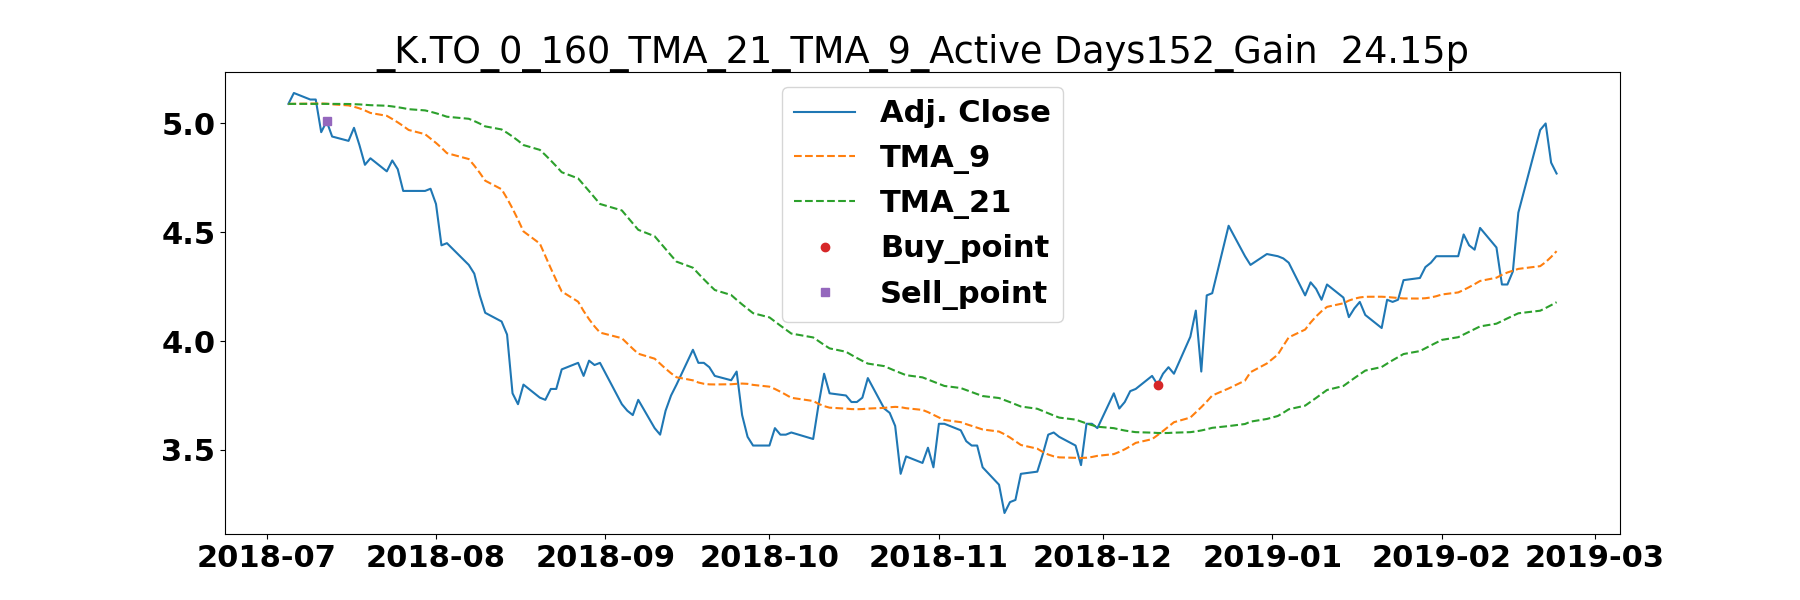 _K.TO_0_160_TMA_21_TMA_9_Active Days152_Gain  24.15p
Adj. Close
TMA_9
TMA_21
Buy_point
Sell_point
5.0
4.5
4.0
3.5
2018-07 2018-08 2018-09 2018-10 2018-11 2018-12 2019-01 2019-02 2019-03